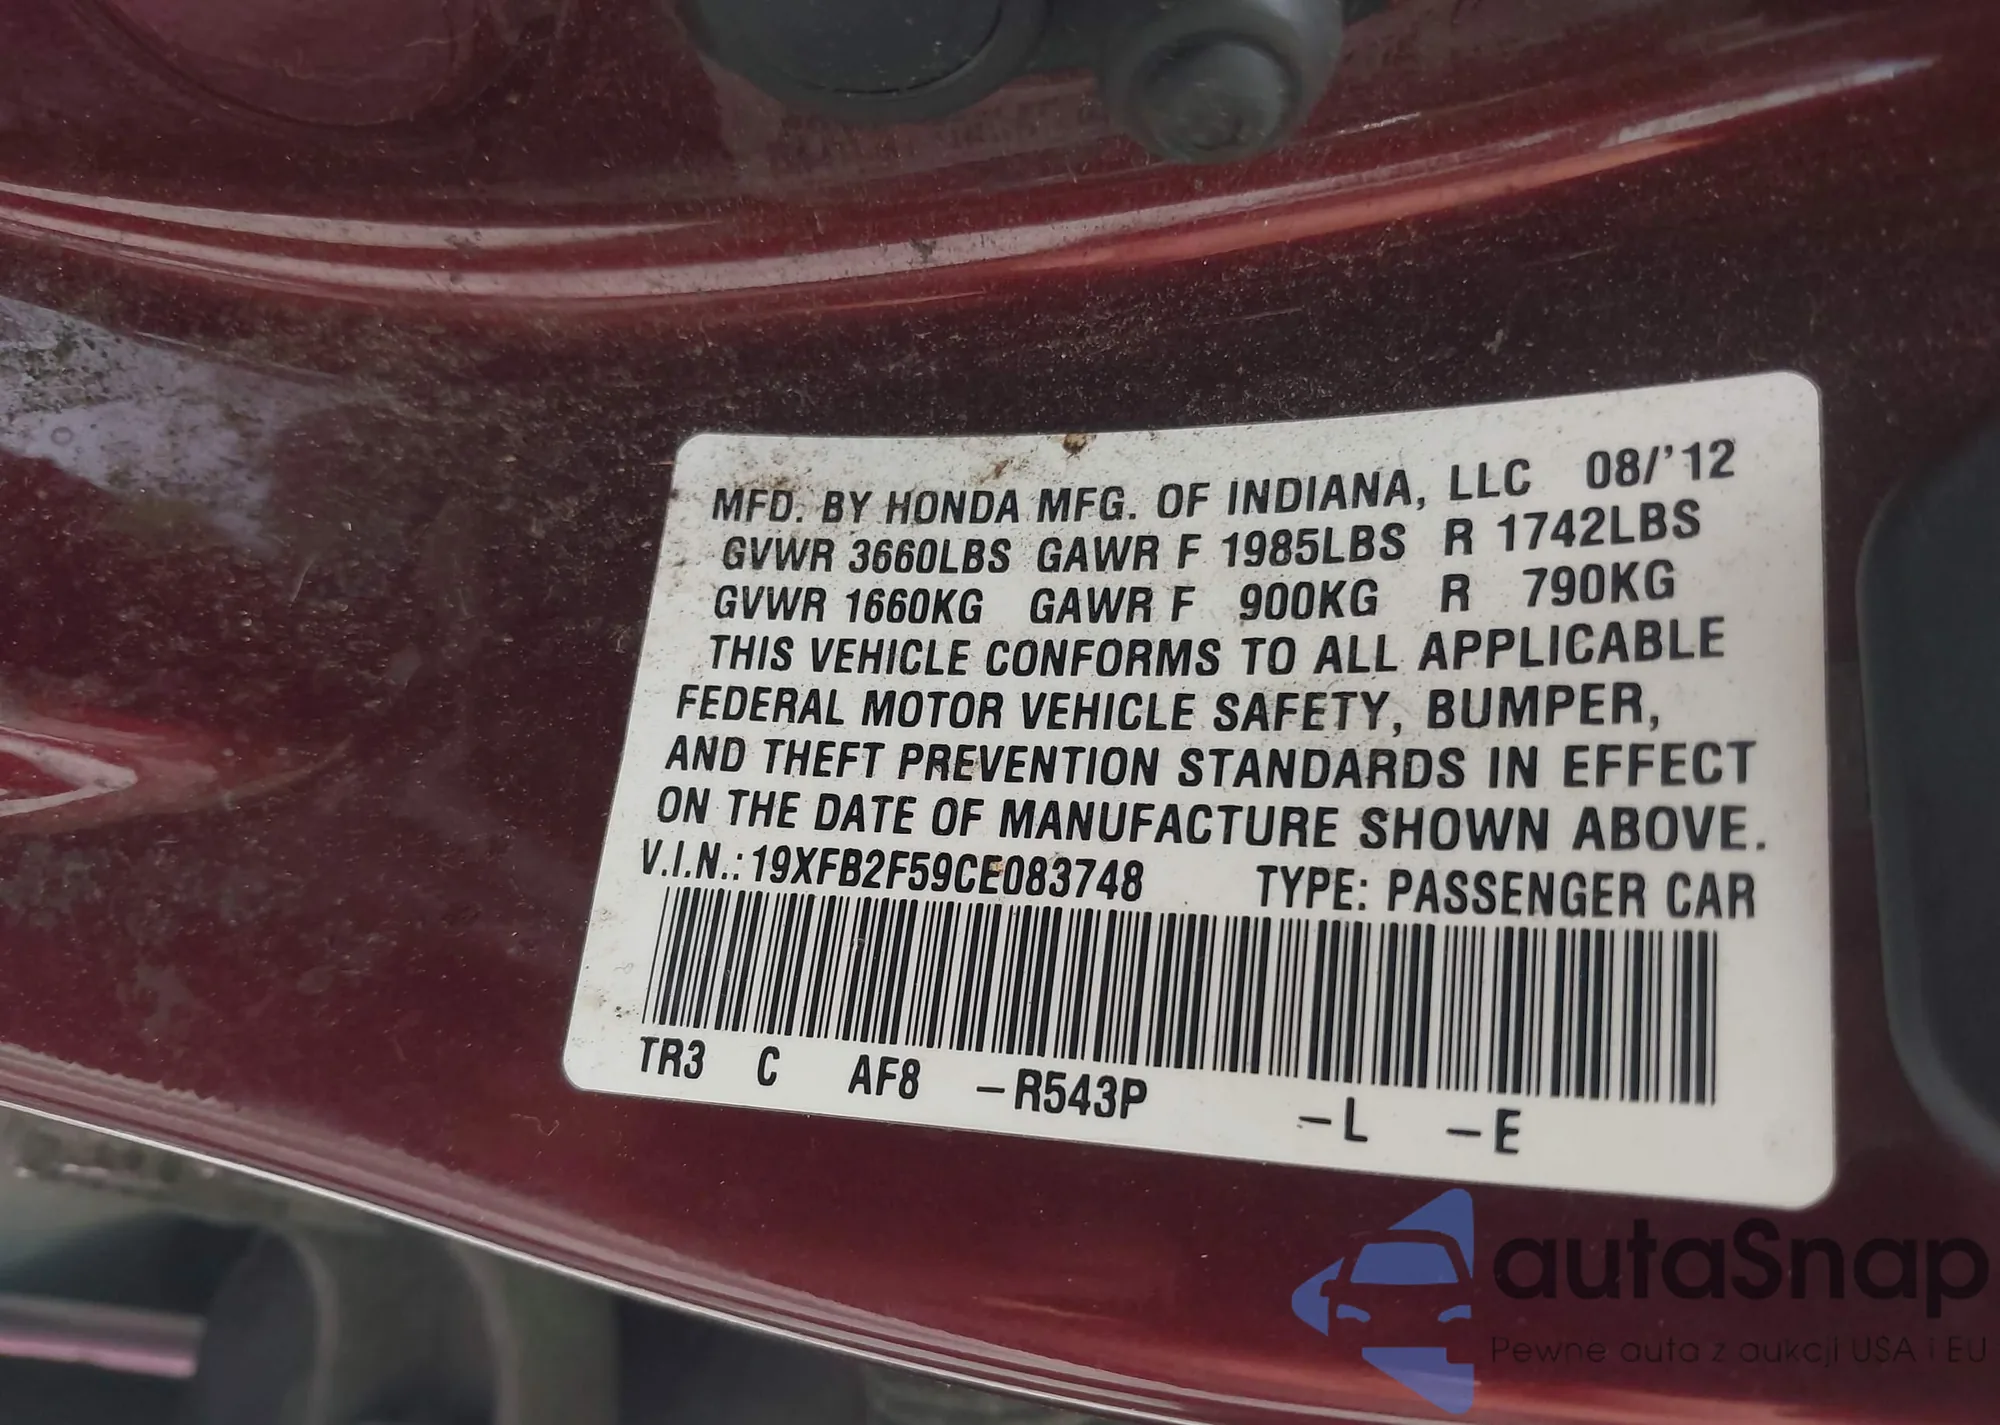 MFD. BY HONDA MFG. OF INDIANA, LLC 08/'12
GVWR 3660LBS GAWR F 1985LBS R 1742LBS
GVWR 1660KG GAWR F 900KG R 790KG
THIS VEHICLE CONFORMS TO ALL APPLICABLE
FEDERAL MOTOR VEHICLE SAFETY, BUMPER,
AND THEFT PREVENTION STANDARDS IN EFFECT
ON THE DATE OF MANUFACTURE SHOWN ABOVE.
V.I.N.: 19XFB2F59CE083748 TYPE: PASSENGER CAR
TR3 C AF8 -R543P -L -E
autaSnap
Pewne auta z aukcji USA i EU